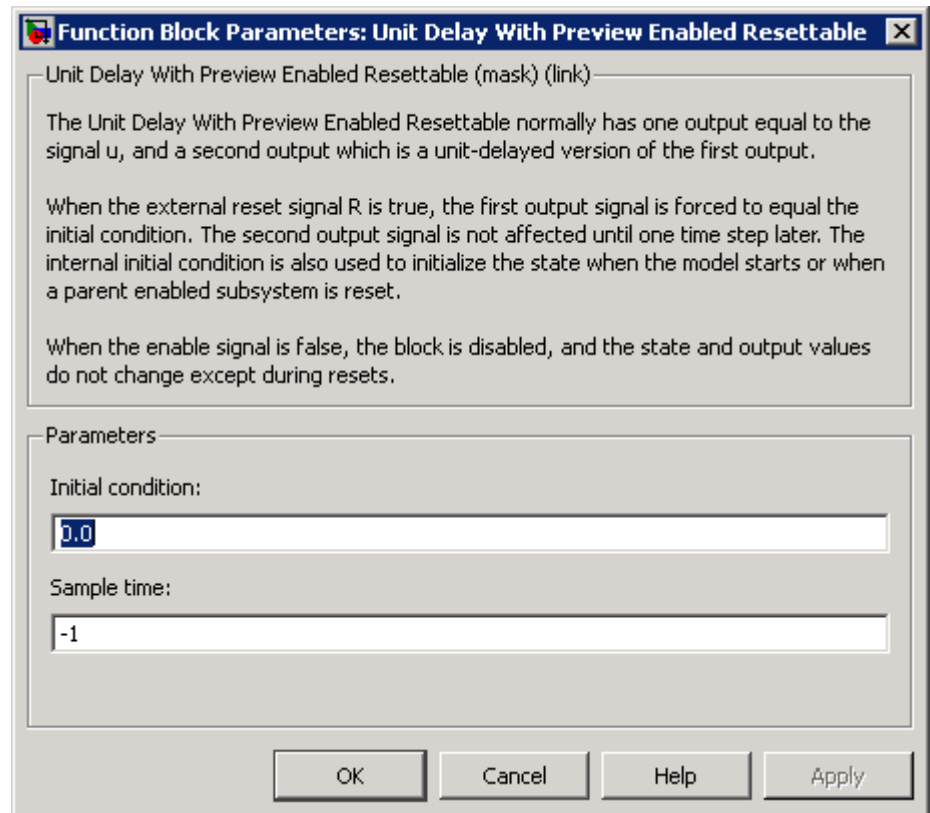 Function Block Parameters: Unit Delay With Preview Enabled Resettable
Unit Delay With Preview Enabled Resettable (mask) (link)
The Unit Delay With Preview Enabled Resettable normally has one output equal to the
signal u, and a second output which is a unit-delayed version of the first output.
When the external reset signal R is true, the first output signal is forced to equal the
initial condition. The second output signal is not affected until one time step later. The
internal initial condition is also used to initialize the state when the model starts or when
a parent enabled subsystem is reset.
When the enable signal is false, the block is disabled, and the state and output values
do not change except during resets.
Parameters
Initial condition:
0.0
Sample time:
-1
OK Cancel Help Apply